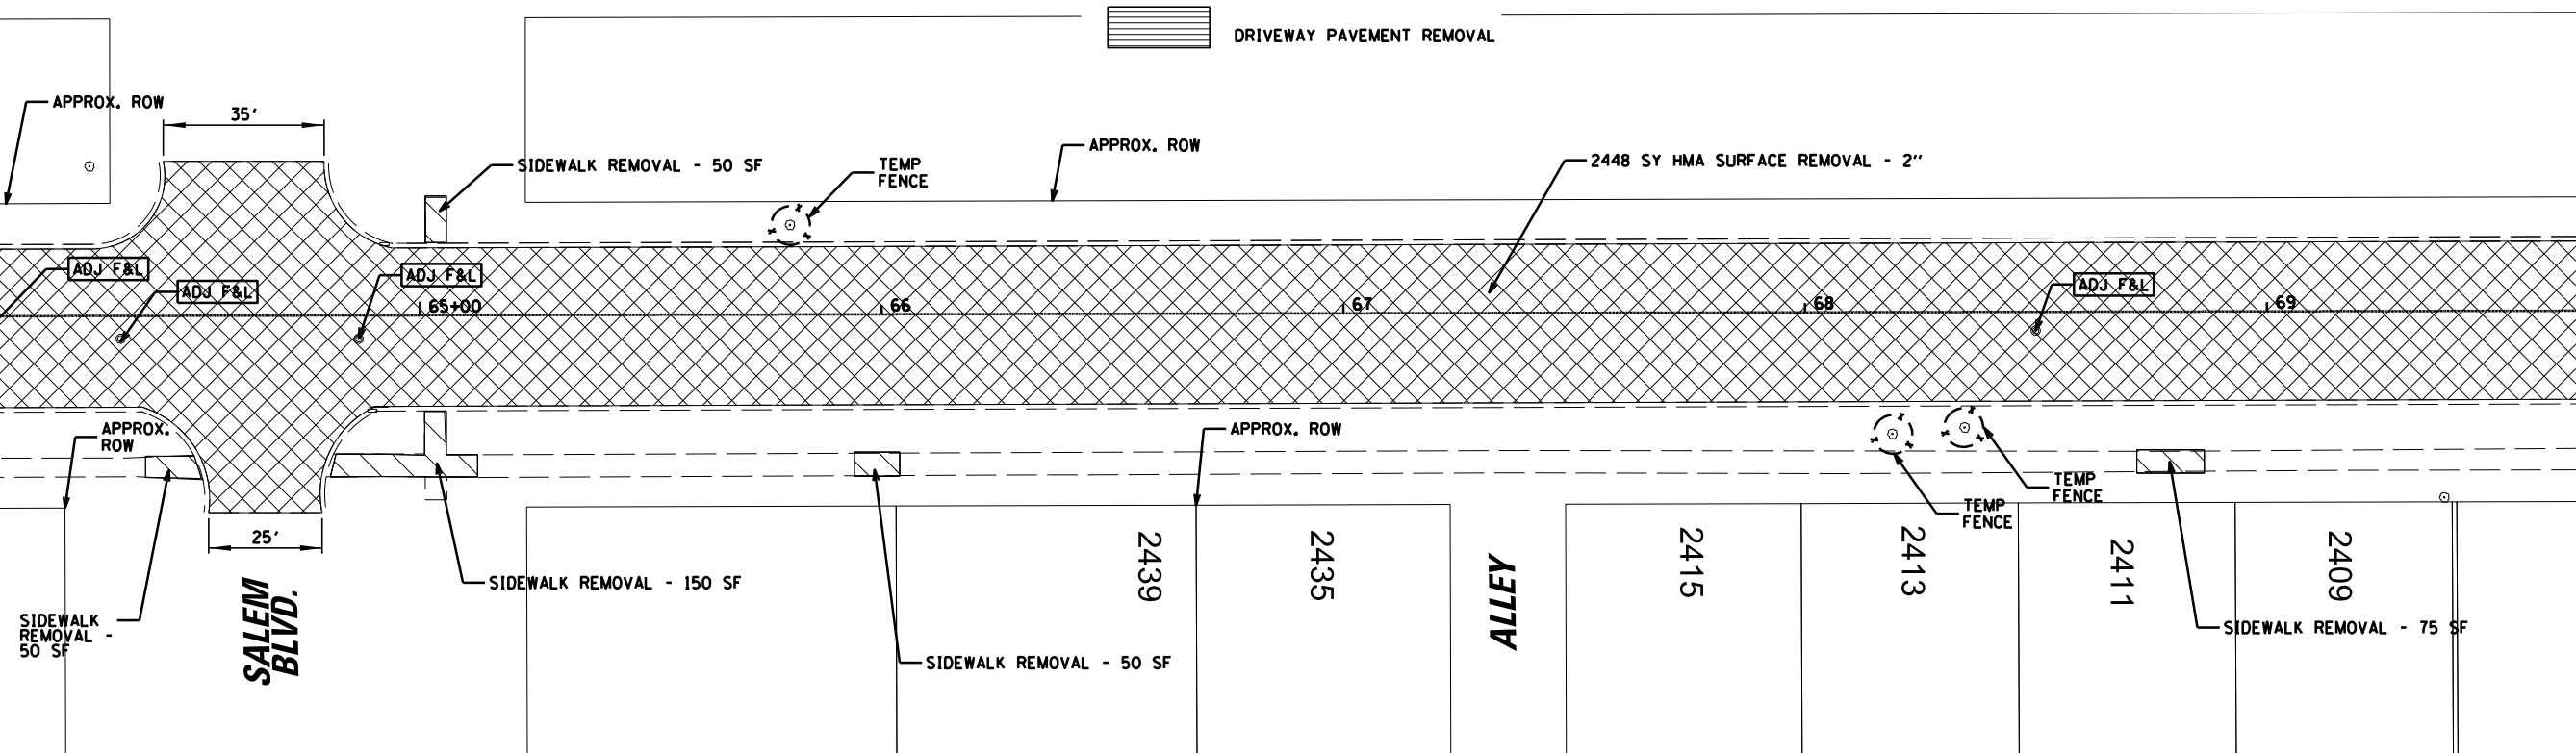 DRIVEWAY PAVEMENT REMOVAL
APPROX. ROW
35'
SIDEWALK REMOVAL - 50 SF
TEMP
FENCE
APPROX. ROW
2448 SY HMA SURFACE REMOVAL - 2"
ADJ F&L
ADJ F&L
ADJ F&L
ADJ F&L
65+00
66
67
68
69
APPROX.
ROW
APPROX. ROW
TEMP
FENCE
TEMP
FENCE
25'
SALEM
BLVD.
SIDEWALK
REMOVAL -
50 SF
SIDEWALK REMOVAL - 150 SF
SIDEWALK REMOVAL - 50 SF
2439
2435
ALLEY
2415
2413
2411
2409
SIDEWALK REMOVAL - 75 SF